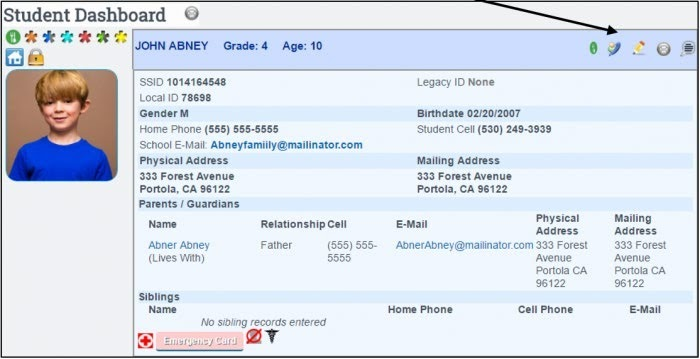 Student Dashboard
JOHN ABNEY Grade: 4 Age: 10
SSID 1014164548 Legacy ID None
Local ID 78698
Gender M Birthdate 02/20/2007
Home Phone (555) 555-5555 Student Cell (530) 249-3939
School E-Mail: Abneyfamiily@mailinator.com
Physical Address Mailing Address
333 Forest Avenue 333 Forest Avenue
Portola, CA 96122 Portola, CA 96122
Parents / Guardians
Name Relationship Cell E-Mail Physical Address Mailing Address
Abner Abney Father (555) 555- AbnerAbney@mailinator.com 333 Forest 333 Forest
(Lives With) 5555 Avenue Avenue
Portola CA Portola CA
96122 96122
Siblings
Name Home Phone Cell Phone E-Mail
No sibling records entered
Emergency Card